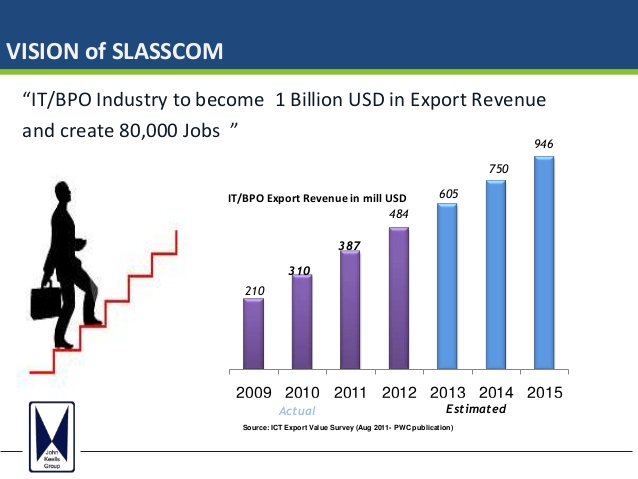 VISION of SLASSCOM
“IT/BPO Industry to become 1 Billion USD in Export Revenue
and create 80,000 Jobs ”
IT/BPO Export Revenue in mill USD
210
310
387
484
605
750
946
2009 2010 2011 2012 2013 2014 2015
Actual
Estimated
Source: ICT Export Value Survey (Aug 2011- PWC publication)
John
Keells
Group